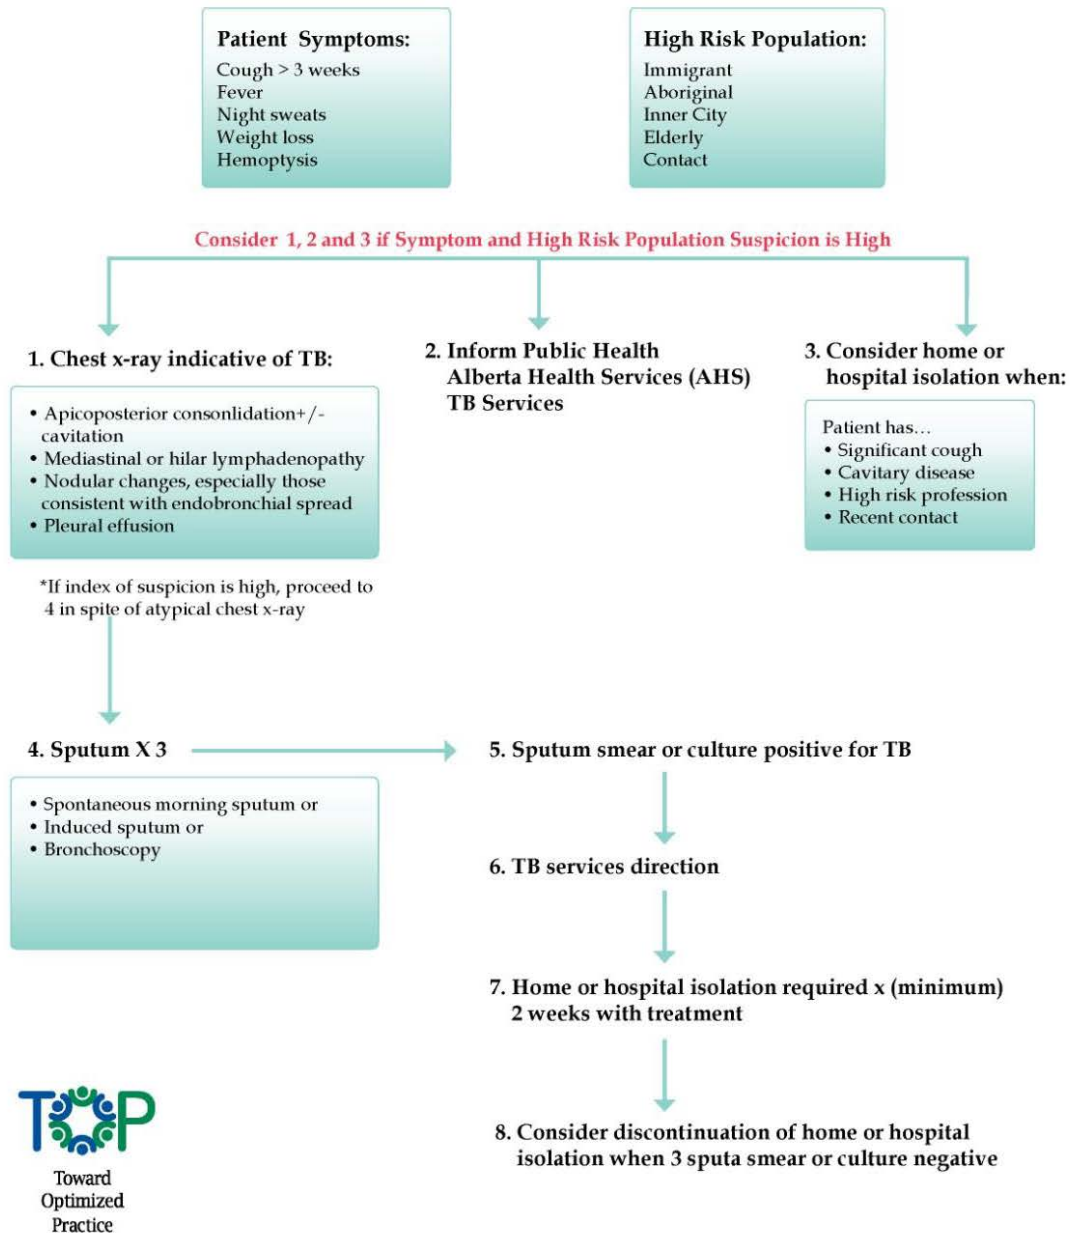 Patient Symptoms:
Cough > 3 weeks
Fever
Night sweats
Weight loss
Hemoptysis
High Risk Population:
Immigrant
Aboriginal
Inner City
Elderly
Contact
Consider 1, 2 and 3 if Symptom and High Risk Population Suspicion is High
1. Chest x-ray indicative of TB:
• Apicoposterior consonlidation+/-
cavitation
• Mediastinal or hilar lymphadenopathy
• Nodular changes, especially those
consistent with endobronchial spread
• Pleural effusion
*If index of suspicion is high, proceed to
4 in spite of atypical chest x-ray
2. Inform Public Health
Alberta Health Services (AHS)
TB Services
3. Consider home or
hospital isolation when:
Patient has...
• Significant cough
• Cavitary disease
• High risk profession
• Recent contact
4. Sputum X 3
• Spontaneous morning sputum or
• Induced sputum or
• Bronchoscopy
5. Sputum smear or culture positive for TB
6. TB services direction
7. Home or hospital isolation required x (minimum)
2 weeks with treatment
8. Consider discontinuation of home or hospital
isolation when 3 sputa smear or culture negative
TOP
Toward
Optimized
Practice